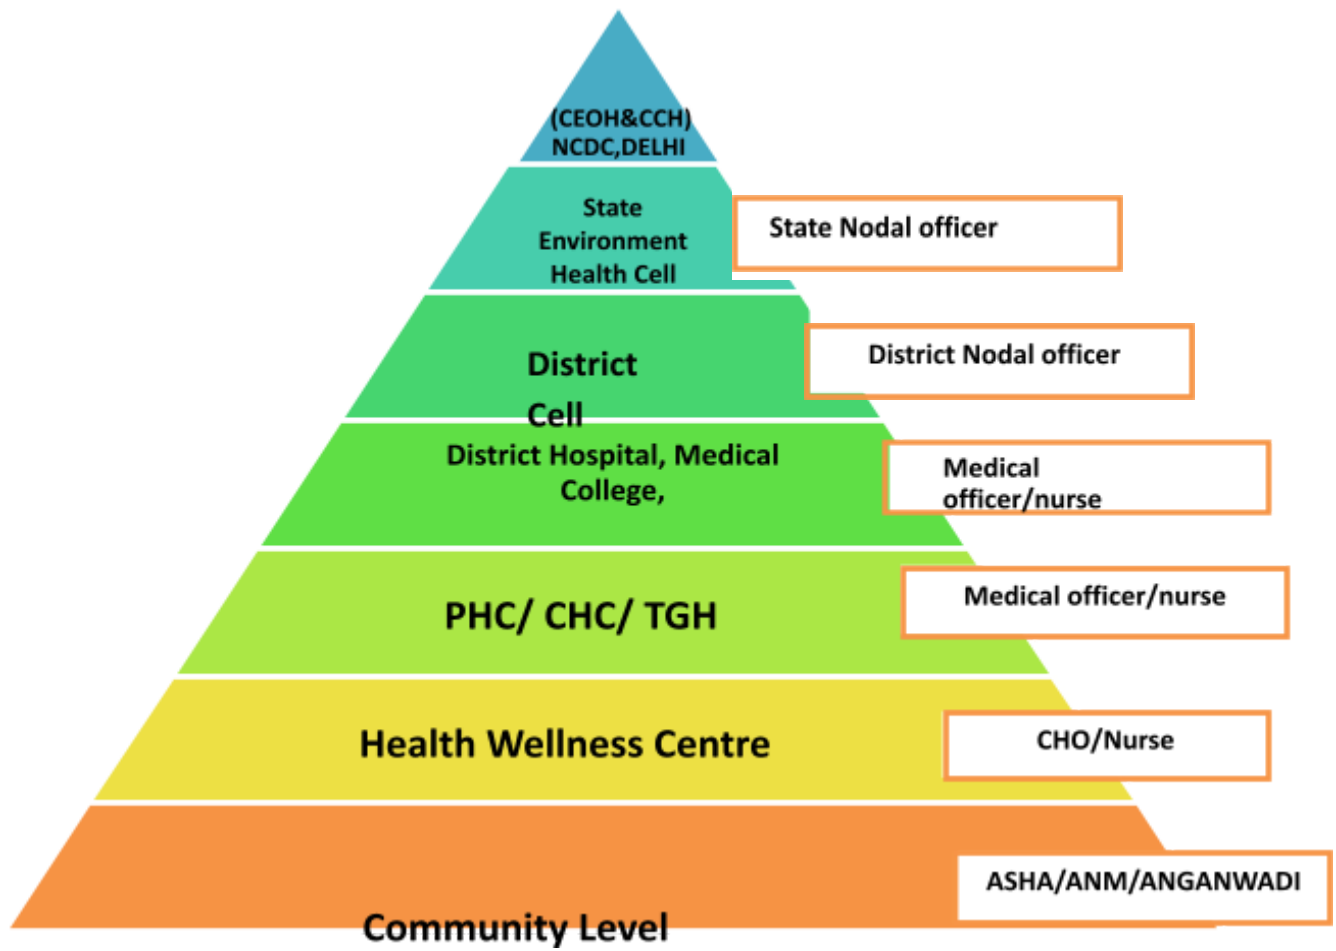 (CEOH&CCH)
NCDC,DELHI
State
Environment
Health Cell
State Nodal officer
District
Cell
District Nodal officer
District Hospital, Medical
College,
Medical
officer/nurse
PHC/ CHC/ TGH
Medical officer/nurse
Health Wellness Centre
CHO/Nurse
ASHA/ANM/ANGANWADI
Community Level